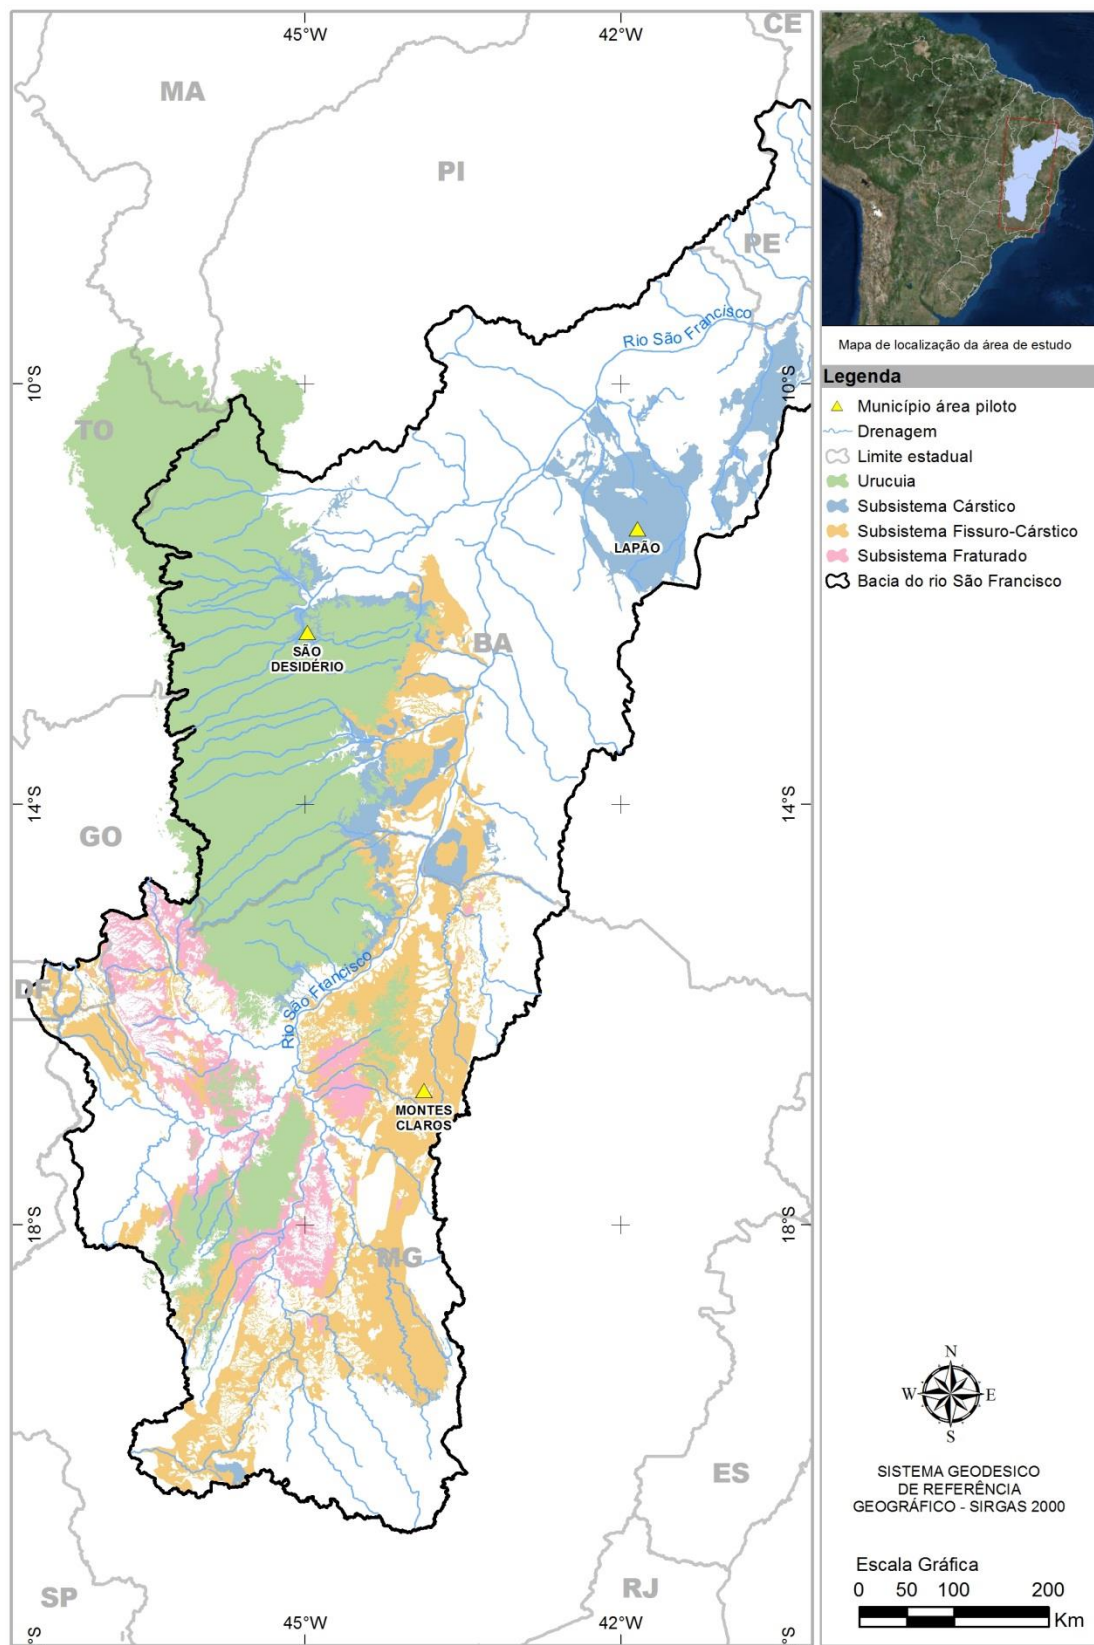 45°W
42°W
CE
MA
PI
PE
Rio São Francisco
10°S
10°S
TO
LAPÃO
BA
SÃO
DESIDÉRIO
14°S
14°S
GO
DF
Rio São Francisco
MONTES
CLAROS
18°S
18°S
MG
ES
SP
RJ
45°W
42°W
°S
°S
Mapa de localização da área de estudo
Legenda
Município área piloto
Drenagem
Limite estadual
Urucuia
Subsistema Cárstico
Subsistema Fissuro-Cárstico
Subsistema Fraturado
Bacia do rio São Francisco
N
W E
S
SISTEMA GEODESICO
DE REFERÊNCIA
GEOGRÁFICO - SIRGAS 2000
Escala Gráfica
0 50 100 200
Km